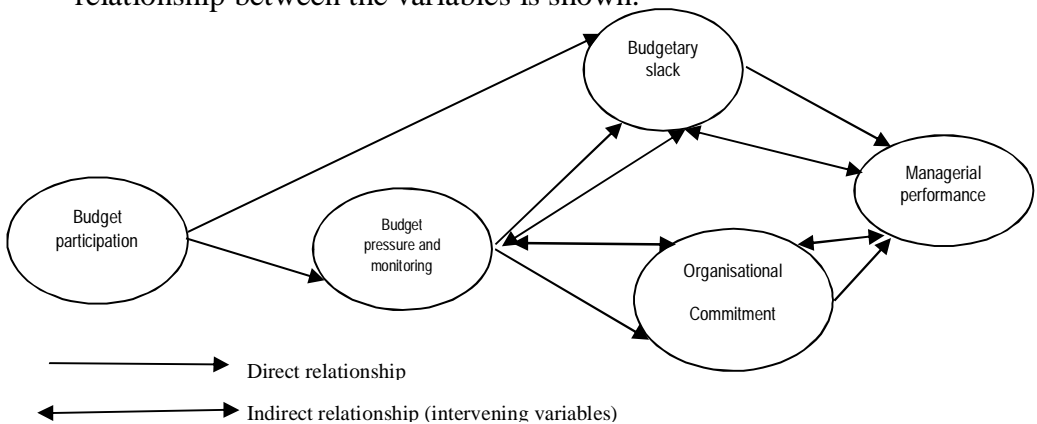 relationship between the variables is shown.
Budgetary
slack
Managerial
performance
Budget
participation
Budget
pressure and
monitoring
Organisational
Commitment
Direct relationship
Indirect relationship (intervening variables)